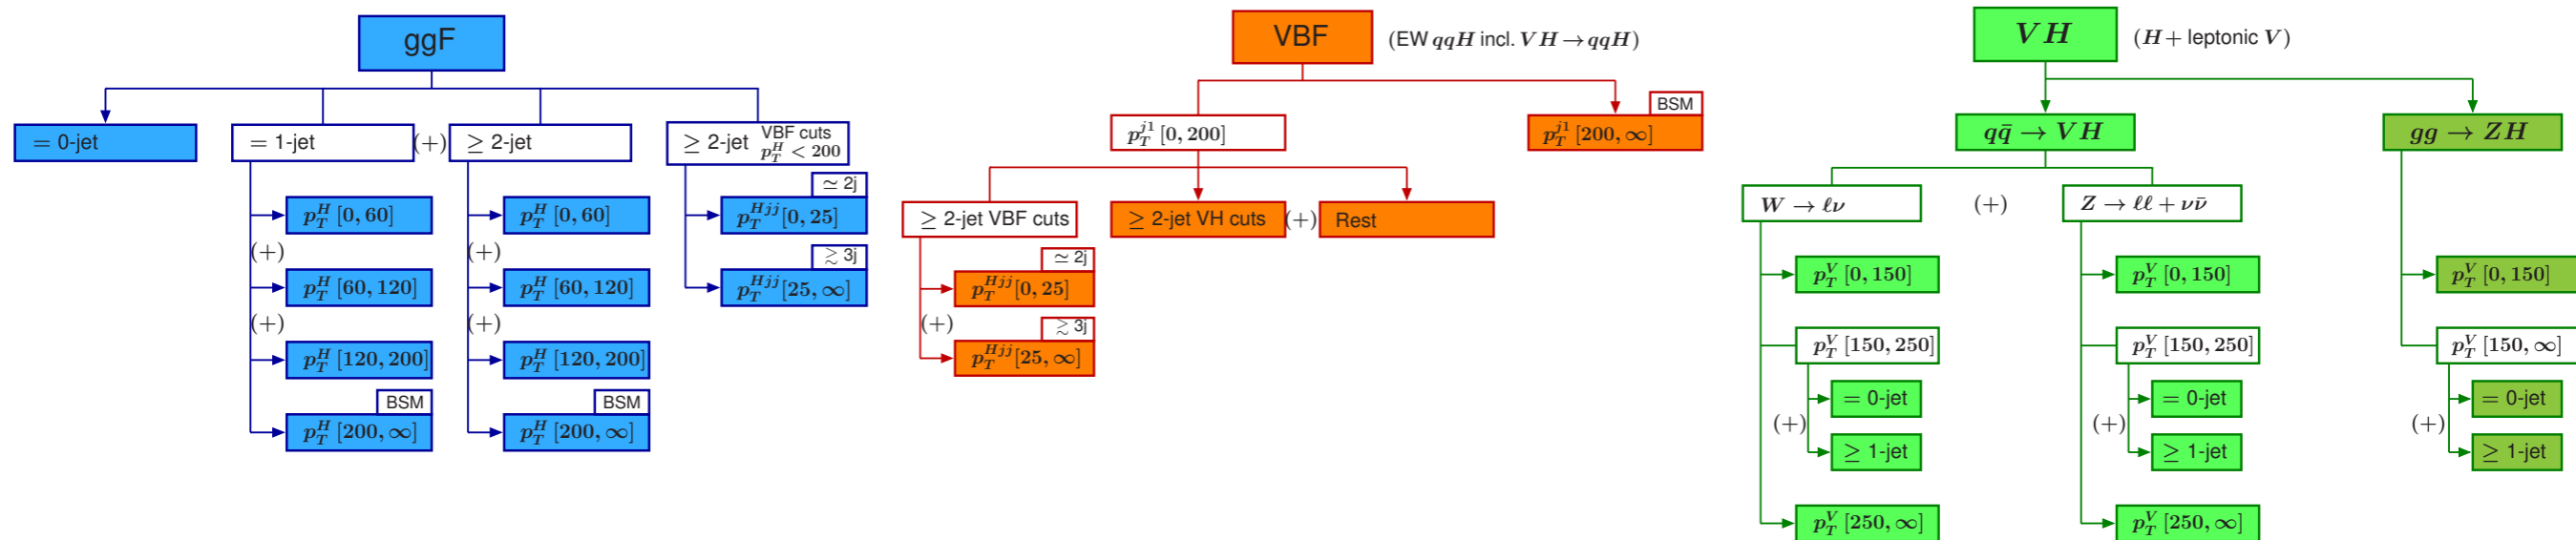 ggF
= 0-jet
= 1-jet
(+)
≥ 2-jet
≥ 2-jet VBF cuts
p_T^H < 200
p_T^H [0, 60]
(+)
p_T^H [60, 120]
(+)
p_T^H [120, 200]
BSM
p_T^H [200, ∞]
p_T^H [0, 60]
(+)
p_T^H [60, 120]
(+)
p_T^H [120, 200]
BSM
p_T^H [200, ∞]
≃ 2j
p_T^{Hjj} [0, 25]
≳ 3j
p_T^{Hjj} [25, ∞]
VBF
(EW qqH incl. VH → qqH)
p_T^{j1} [0, 200]
BSM
p_T^{j1} [200, ∞]
≥ 2-jet VBF cuts
≥ 2-jet VH cuts
(+)
Rest
≃ 2j
p_T^{Hjj} [0, 25]
(+)
≳ 3j
p_T^{Hjj} [25, ∞]
VH
(H + leptonic V)
qq̄ → VH
gg → ZH
W → ℓν
(+)
Z → ℓℓ + νν̄
p_T^V [0, 150]
p_T^V [150, 250]
= 0-jet
(+)
≥ 1-jet
p_T^V [250, ∞]
p_T^V [0, 150]
p_T^V [150, 250]
= 0-jet
(+)
≥ 1-jet
p_T^V [250, ∞]
p_T^V [0, 150]
p_T^V [150, ∞]
= 0-jet
(+)
≥ 1-jet